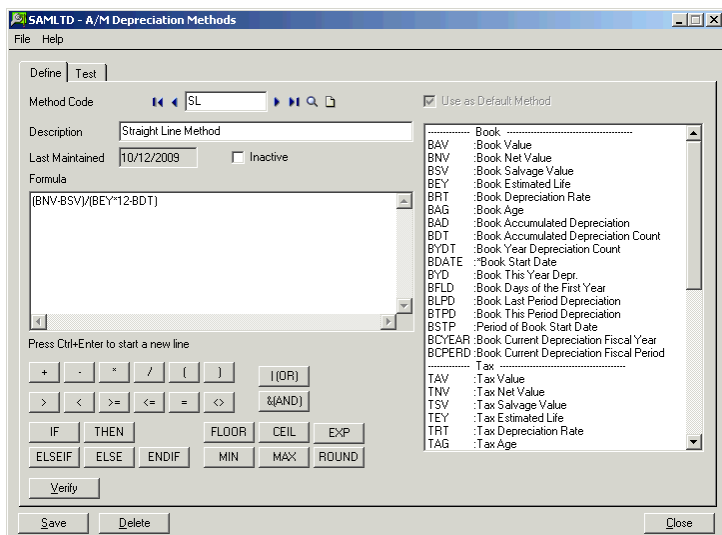 SAMLTD - A/M Depreciation Methods
File Help
Define Test
Method Code SL
Use as Default Method
Description Straight Line Method
Last Maintained 10/12/2009 Inactive
Formula
(BNV-BSV)/(BEY*12-BDT)
Press Ctrl+Enter to start a new line
+ - * / ( ) | (OR)
> < >= <= = <> &(AND)
IF THEN FLOOR CEIL EXP
ELSEIF ELSE ENDIF MIN MAX ROUND
Verify
------------- Book ---------------------------------------
BAV :Book Value
BNV :Book Net Value
BSV :Book Salvage Value
BEY :Book Estimated Life
BRT :Book Depreciation Rate
BAG :Book Age
BAD :Book Accumulated Depreciation
BDT :Book Accumulated Depreciation Count
BYDT :Book Year Depreciation Count
BDATE :*Book Start Date
BYD :Book This Year Depr.
BFLD :Book Days of the First Year
BLPD :Book Last Period Depreciation
BTPD :Book This Period Depreciation
BSTP :Period of Book Start Date
BCYEAR :Book Current Depreciation Fiscal Year
BCPERD :Book Current Depreciation Fiscal Period
------------- Tax ---------------------------------------
TAV :Tax Value
TNV :Tax Net Value
TSV :Tax Salvage Value
TEY :Tax Estimated Life
TRT :Tax Depreciation Rate
TAG :Tax Age
Save Delete Close